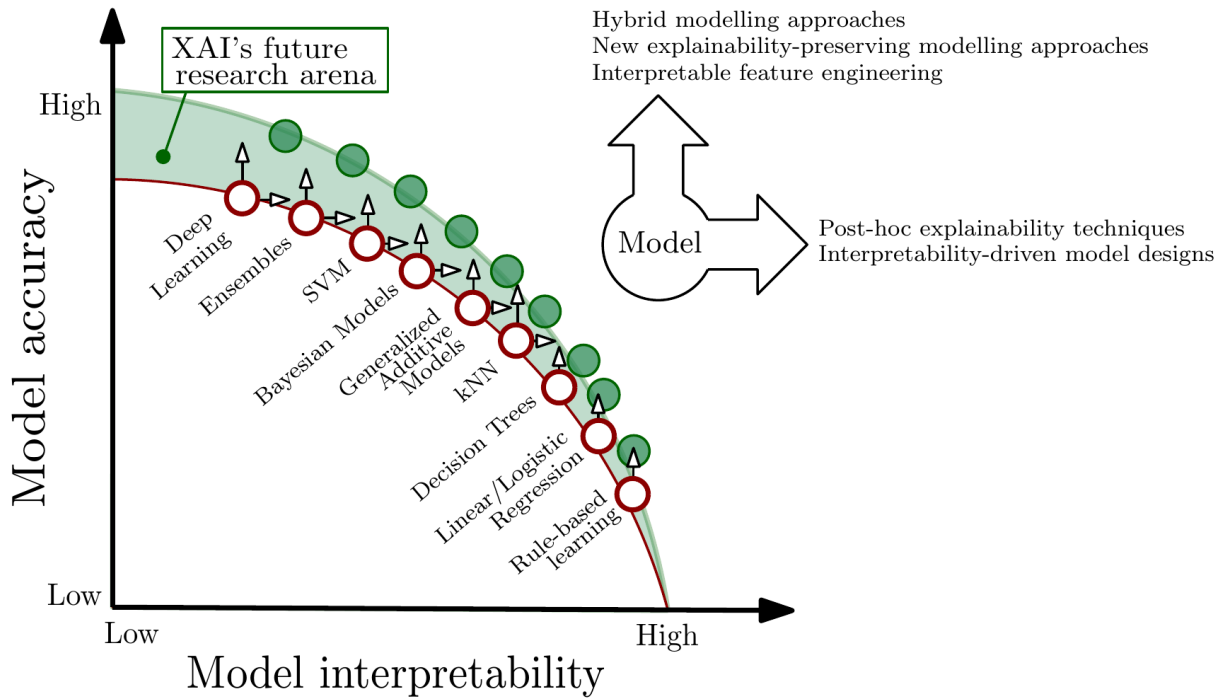 Hybrid modelling approaches
New explainability-preserving modelling approaches
Interpretable feature engineering
XAI's future
research arena
High
Model accuracy
Low
Deep
Learning
Ensembles
SVM
Bayesian Models
Generalized
Additive
Models
kNN
Decision Trees
Linear/Logistic
Regression
Rule-based
learning
Model
Post-hoc explainability techniques
Interpretability-driven model designs
Low
High
Model interpretability